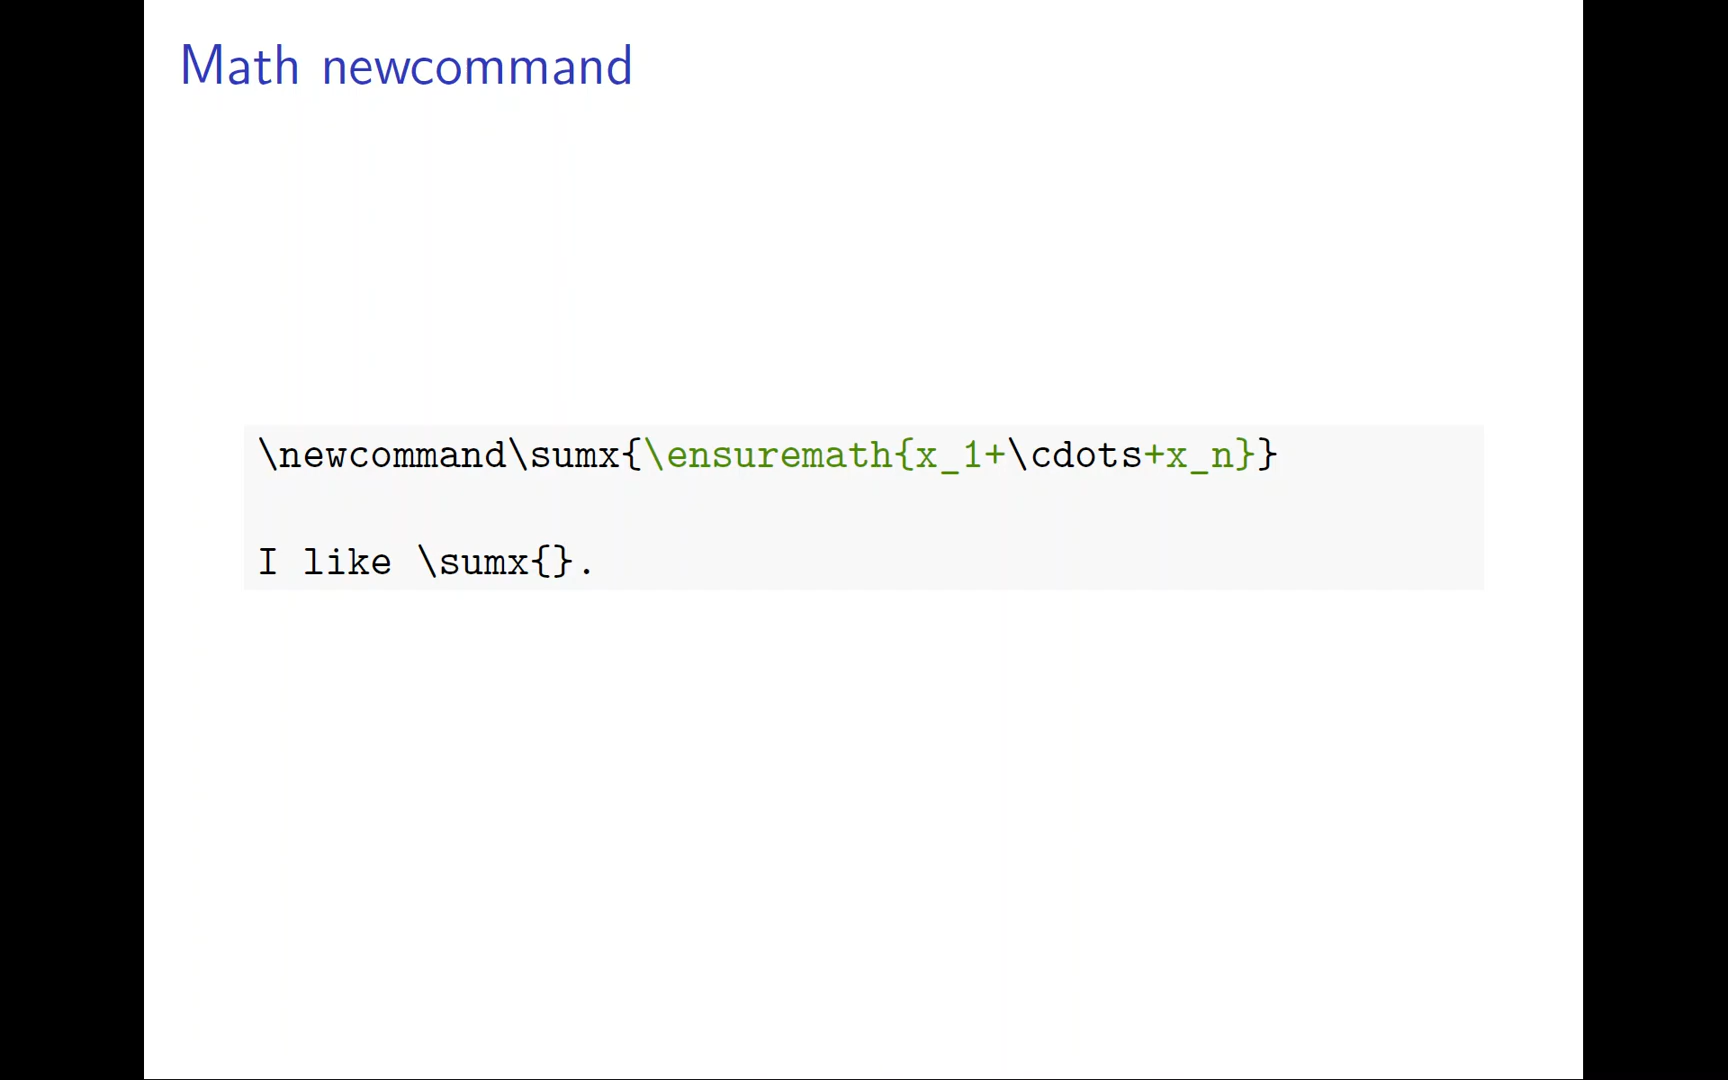 Math newcommand
\newcommand\sumx{\ensuremath{x_1+\cdots+x_n}}
I like \sumx{}.